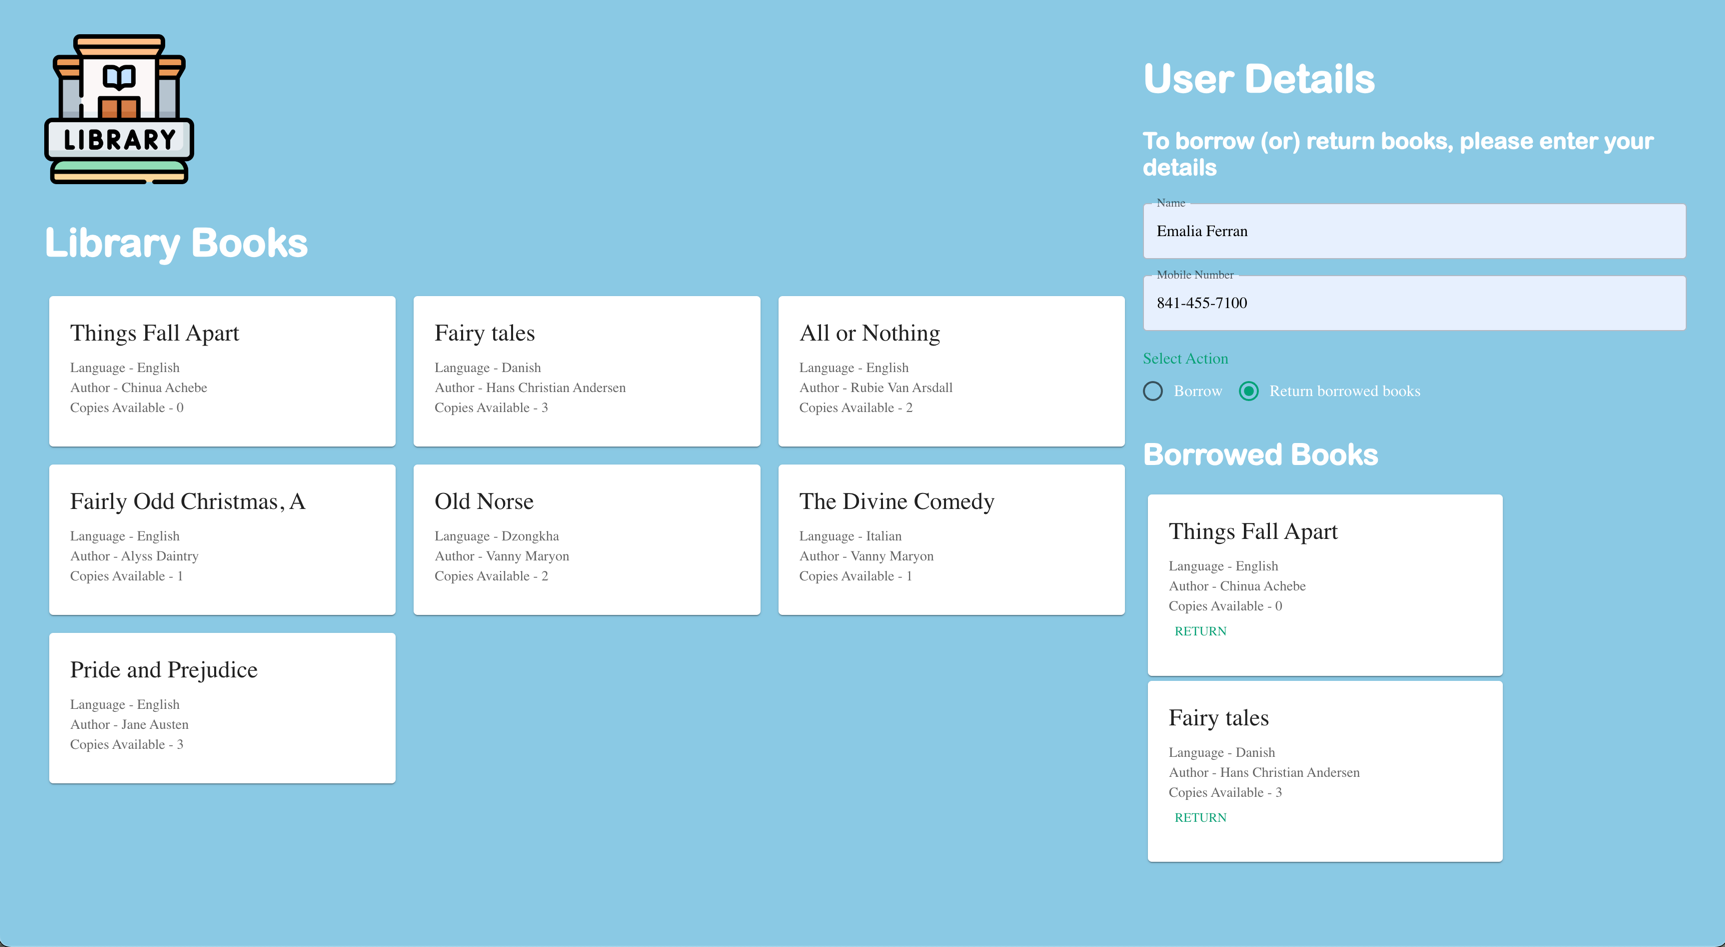 LIBRARY
Library Books
Things Fall Apart
Language - English
Author - Chinua Achebe
Copies Available - 0
Fairy tales
Language - Danish
Author - Hans Christian Andersen
Copies Available - 3
All or Nothing
Language - English
Author - Rubie Van Arsdall
Copies Available - 2
Fairly Odd Christmas, A
Language - English
Author - Alyss Daintry
Copies Available - 1
Old Norse
Language - Dzongkha
Author - Vanny Maryon
Copies Available - 2
The Divine Comedy
Language - Italian
Author - Vanny Maryon
Copies Available - 1
Pride and Prejudice
Language - English
Author - Jane Austen
Copies Available - 3
User Details
To borrow (or) return books, please enter your
details
Name
Emalia Ferran
Mobile Number
841-455-7100
Select Action
Borrow
Return borrowed books
Borrowed Books
Things Fall Apart
Language - English
Author - Chinua Achebe
Copies Available - 0
RETURN
Fairy tales
Language - Danish
Author - Hans Christian Andersen
Copies Available - 3
RETURN